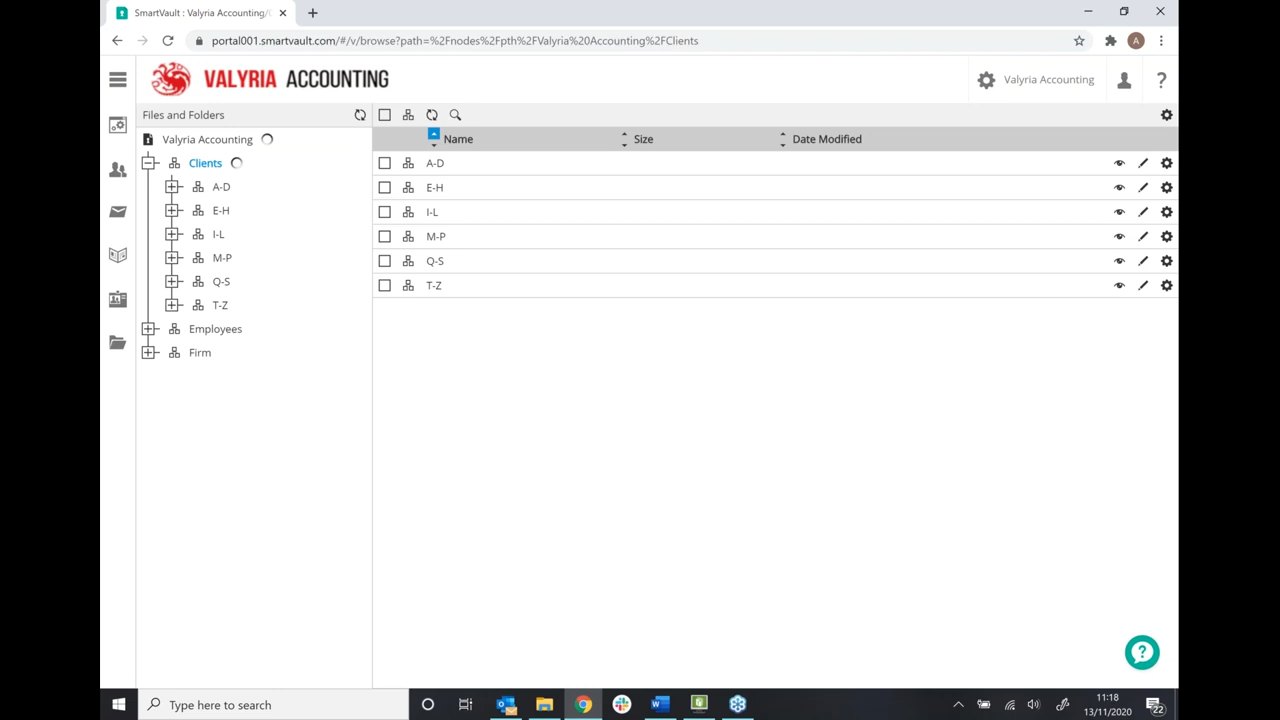 SmartVault : Valyria Accounting/C
portal001.smartvault.com/#/v/browse?path=%2Fnodes%2Fpth%2FValyria%20Accounting%2FClients
A
VALYRIA ACCOUNTING
Valyria Accounting
?
Files and Folders
Valyria Accounting
Name
Size
Date Modified
Clients
A-D
E-H
I-L
M-P
Q-S
T-Z
Employees
Firm
A-D
E-H
I-L
M-P
Q-S
T-Z
Type here to search
11:18
13/11/2020
22